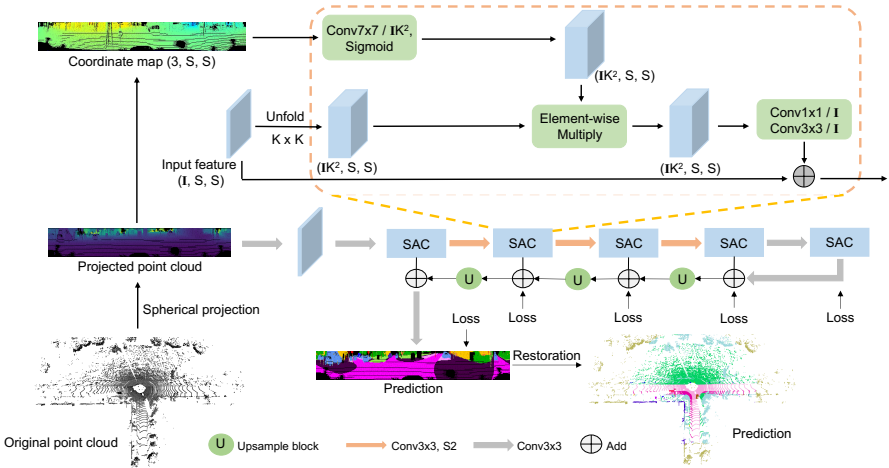 Coordinate map (3, S, S)
Conv7x7 / IK²,
Sigmoid
(IK², S, S)
Unfold
K x K
Input feature
(I, S, S)
(IK², S, S)
Element-wise
Multiply
(IK², S, S)
Conv1x1 / I
Conv3x3 / I
Projected point cloud
SAC
SAC
SAC
SAC
SAC
U
U
U
Spherical projection
Loss
Loss
Loss
Loss
Loss
Restoration
Prediction
Original point cloud
Prediction
U
Upsample block
Conv3x3, S2
Conv3x3
Add